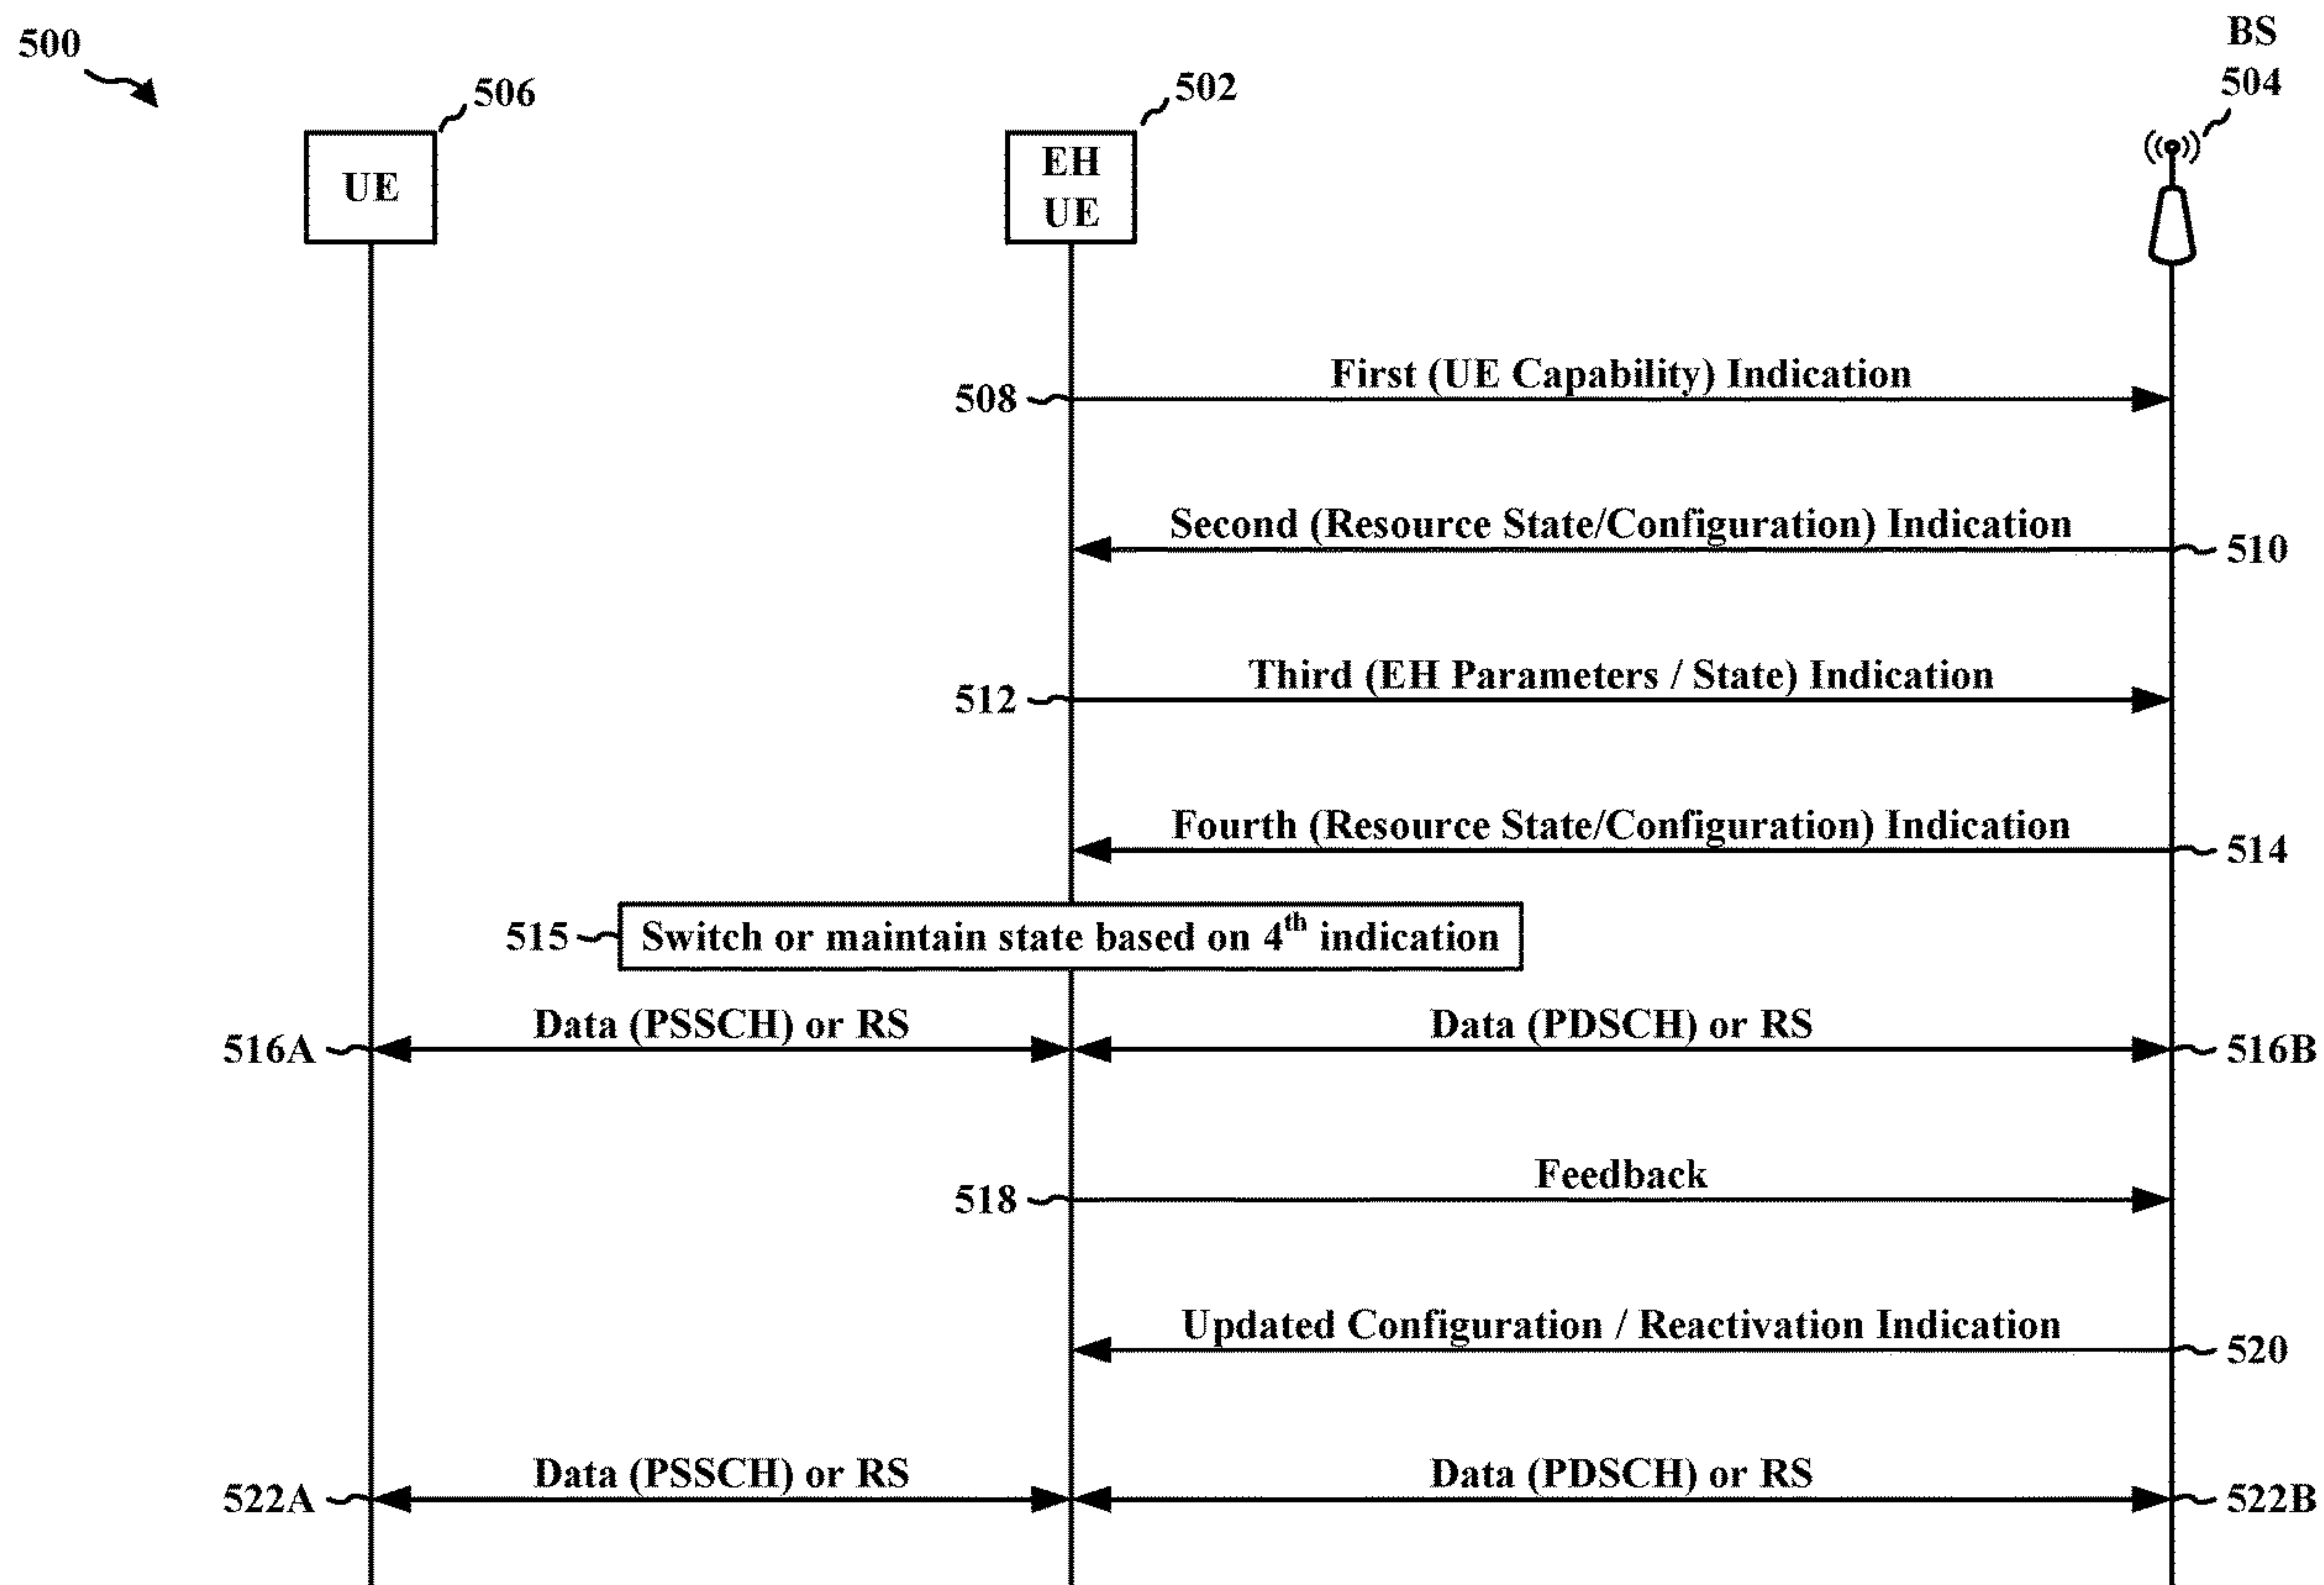 500
BS
504
506
502
UE
EH
UE
First (UE Capability) Indication
508
Second (Resource State/Configuration) Indication
510
Third (EH Parameters / State) Indication
512
Fourth (Resource State/Configuration) Indication
514
515
Switch or maintain state based on 4th indication
Data (PSSCH) or RS
Data (PDSCH) or RS
516A
516B
Feedback
518
Updated Configuration / Reactivation Indication
520
Data (PSSCH) or RS
Data (PDSCH) or RS
522A
522B